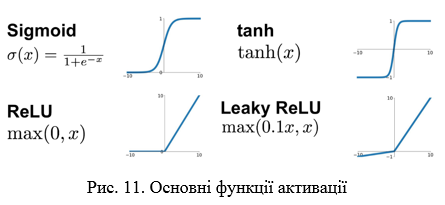 Sigmoid
σ(x) = 1/(1+e^−x)
1
-10 0 10
tanh
tanh(x)
1
-10 10
-1
ReLU
max(0, x)
10
-10 0 10
Leaky ReLU
max(0.1x, x)
10
-10 -1 10
Рис. 11. Основні функції активації